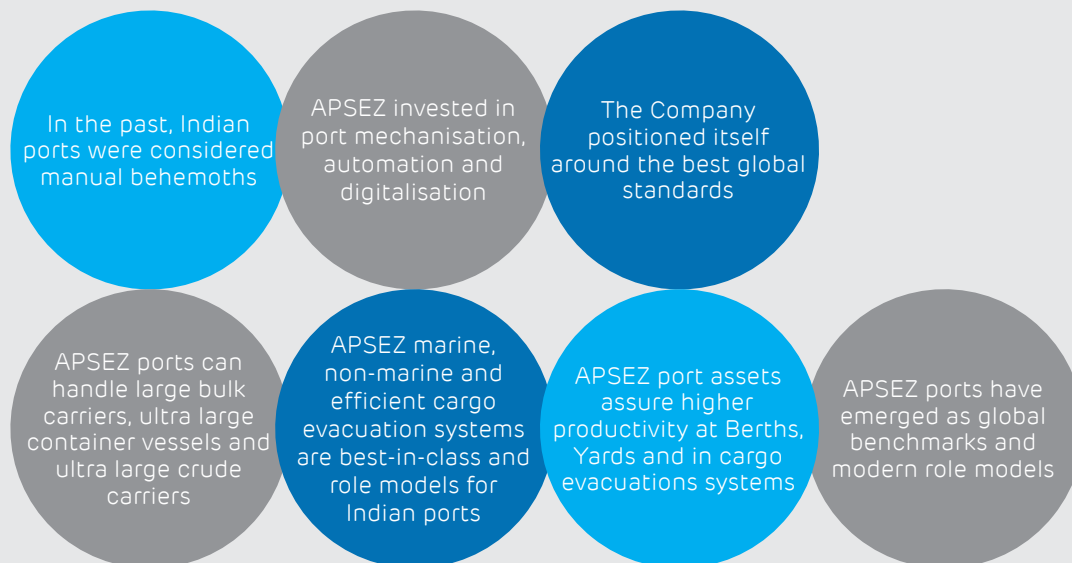 In the past, Indian
ports were considered
manual behemoths
APSEZ invested in
port mechanisation,
automation and
digitalisation
The Company
positioned itself
around the best global
standards
APSEZ ports can
handle large bulk
carriers, ultra large
container vessels and
ultra large crude
carriers
APSEZ marine,
non-marine and
efficient cargo
evacuation systems
are best-in-class and
role models for
Indian ports
APSEZ port assets
assure higher
productivity at Berths,
Yards and in cargo
evacuations systems
APSEZ ports have
emerged as global
benchmarks and
modern role models